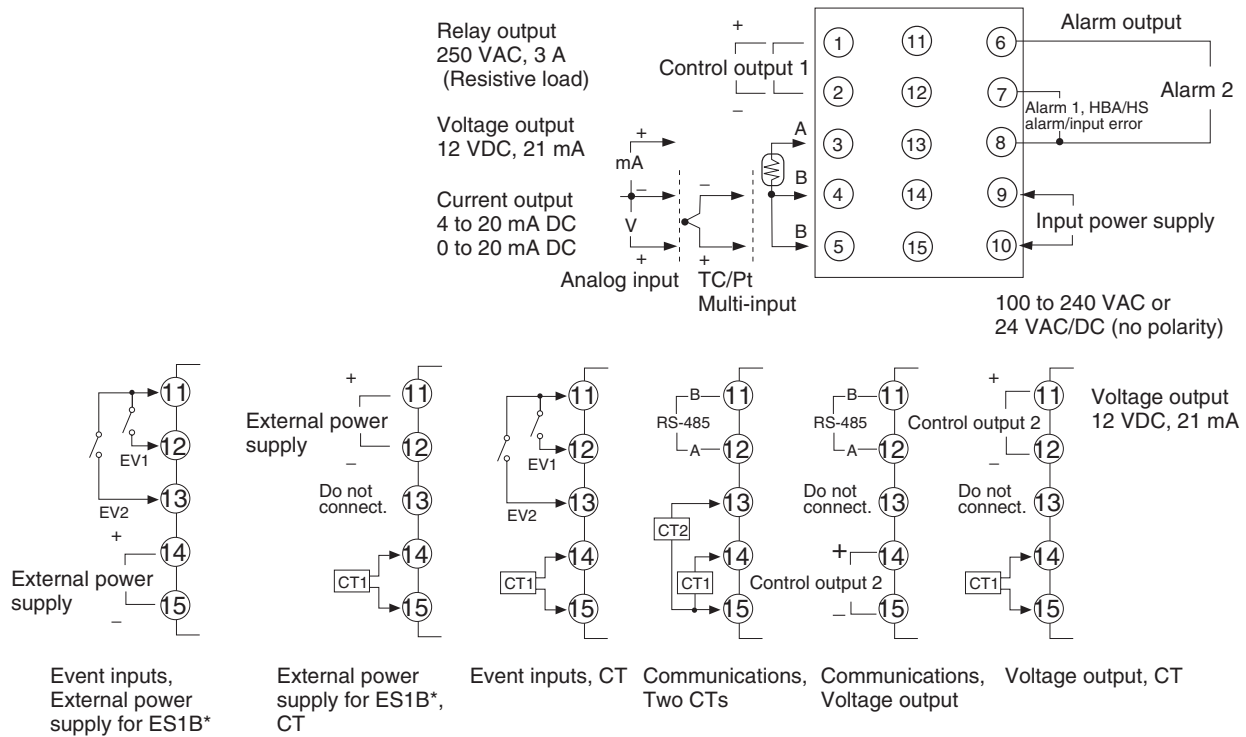 Relay output
250 VAC, 3 A
(Resistive load)
Voltage output
12 VDC, 21 mA
Current output
4 to 20 mA DC
0 to 20 mA DC
+
Control output 1
−
+
mA
−
V
+
Analog input
−
+
TC/Pt
Multi-input
A
B
B
1
11
6
2
12
7
3
13
8
4
14
9
5
15
10
Alarm output
Alarm 2
Alarm 1, HBA/HS
alarm/input error
Input power supply
100 to 240 VAC or
24 VAC/DC (no polarity)
11
12
EV1
13
EV2
+
14
External power
supply
15
−
Event inputs,
External power
supply for ES1B*
+
11
External power
supply
12
−
Do not
connect.
13
14
CT1
15
External power
supply for ES1B*,
CT
11
12
EV1
13
EV2
14
CT1
15
Event inputs, CT
B
11
RS-485
A
12
13
CT2
14
CT1
15
Communications,
Two CTs
B
11
RS-485
A
12
Do not
connect.
13
+
14
Control output 2
−
15
Communications,
Voltage output
+
11
Control output 2
12
−
Do not
connect.
13
14
CT1
15
Voltage output, CT
Voltage output
12 VDC, 21 mA